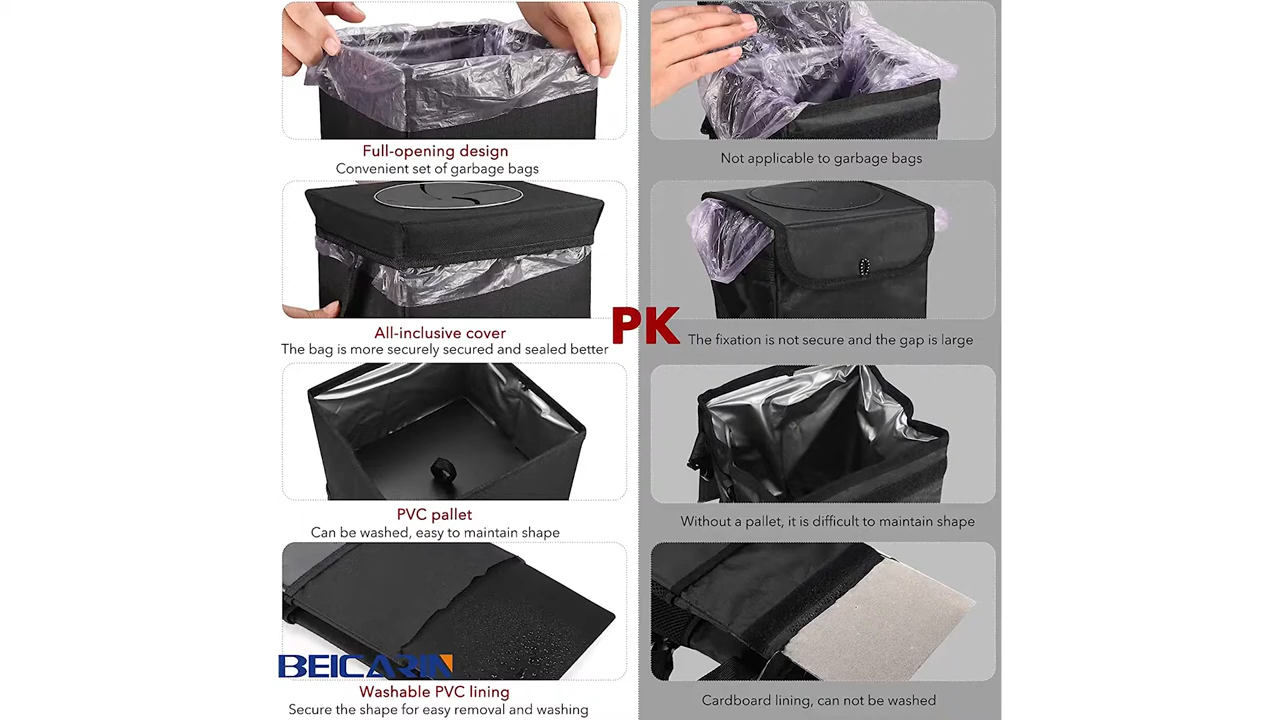 Full-opening design
Convenient set of garbage bags
Not applicable to garbage bags
All-inclusive cover
The bag is more securely secured and sealed better
PK
The fixation is not secure and the gap is large
PVC pallet
Can be washed, easy to maintain shape
Without a pallet, it is difficult to maintain shape
BEICARIN
Washable PVC lining
Secure the shape for easy removal and washing
Cardboard lining, can not be washed